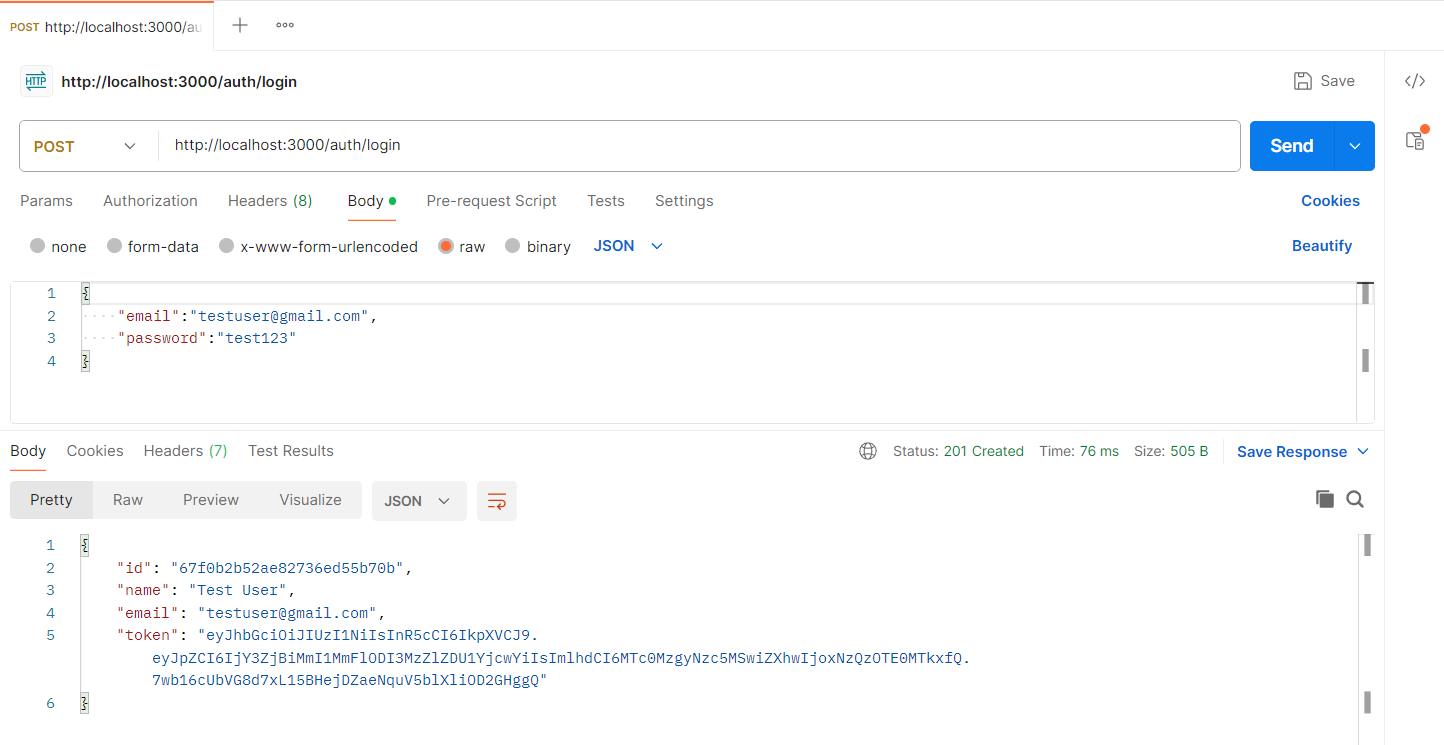 POST http://localhost:3000/au
HTTP http://localhost:3000/auth/login
Save
POST http://localhost:3000/auth/login
Send
Params Authorization Headers (8) Body Pre-request Script Tests Settings Cookies
none form-data x-www-form-urlencoded raw binary JSON Beautify
1 {
2 "email":"testuser@gmail.com",
3 "password":"test123"
4 }
Body Cookies Headers (7) Test Results Status: 201 Created Time: 76 ms Size: 505 B Save Response
Pretty Raw Preview Visualize JSON
1 {
2 "id": "67f0b2b52ae82736ed55b70b",
3 "name": "Test User",
4 "email": "testuser@gmail.com",
5 "token": "eyJhbGciOiJIUzI1NiIsInR5cCI6IkpXVCJ9.
eyJpZCI6IjY3ZjBiMmI1MmFlODI3MzZlZDU1YjcwYiIsImlhdCI6MTc0MzgyNzc5MSwiZXhwIjoxNzQzOTE0MTkxfQ.
7wb16cUbVG8d7xL15BHejDZaeNquV5blXliOD2GHggQ"
6 }